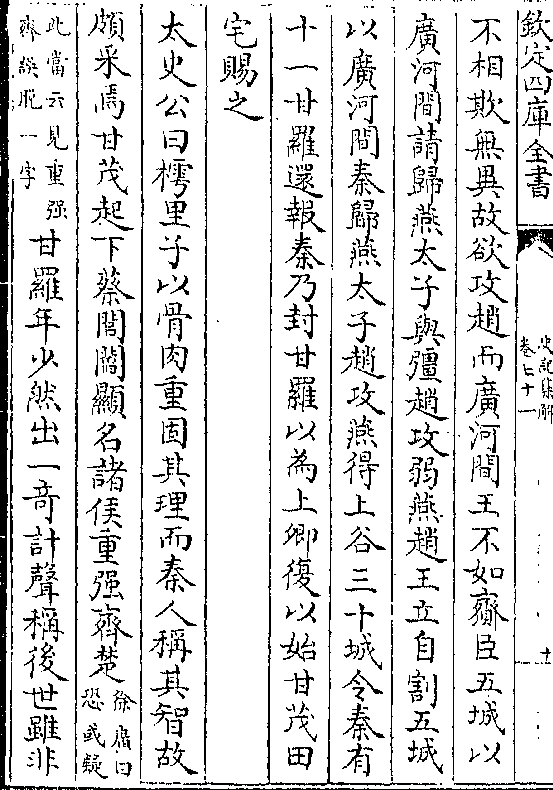 欽定四庫全書
史記集解
卷七十一
十
不相欺無異故欲攻趙而廣河間王不如齎臣五城以
廣河間請歸燕太子與彊趙攻弱燕趙王立自割五城
以廣河間秦歸燕太子趙攻燕得上谷三十城令秦有
十一甘羅還報秦乃封甘羅以為上卿復以始甘茂田
宅賜之
太史公曰樗里子以骨肉重固其理而秦人稱其智故
頗采焉甘茂起下蔡閭閻顯名諸侯重强齊楚
徐廣曰
恐或疑
此當云見重强
齊誤脫一字
甘羅年少然出一奇計聲稱後世雖非